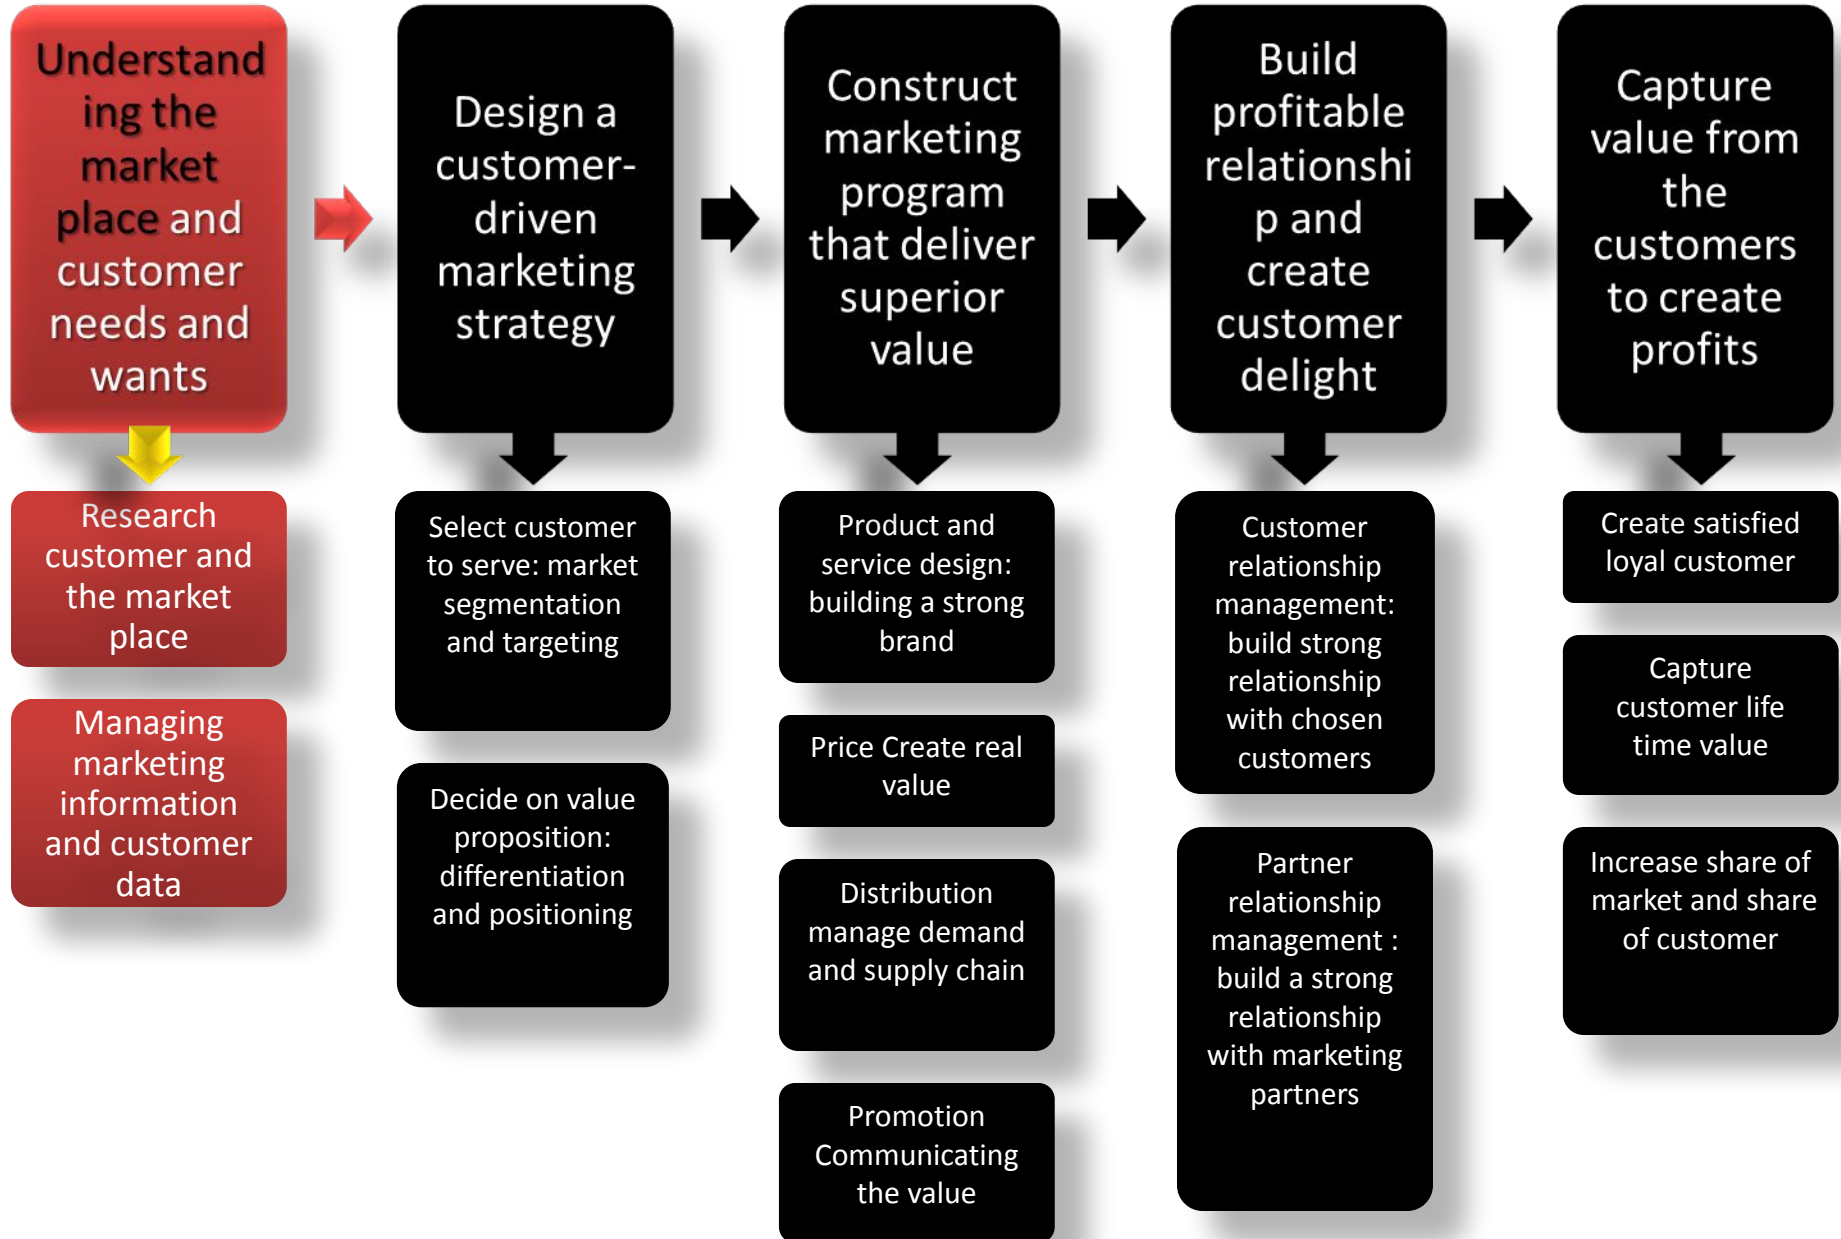 Understand
ing the
market
place and
customer
needs and
wants
Design a
customer-
driven
marketing
strategy
Construct
marketing
program
that deliver
superior
value
Build
profitable
relationshi
p and
create
customer
delight
Capture
value from
the
customers
to create
profits
Research
customer and
the market
place
Managing
marketing
information
and customer
data
Select customer
to serve: market
segmentation
and targeting
Decide on value
proposition:
differentiation
and positioning
Product and
service design:
building a strong
brand
Price Create real
value
Distribution
manage demand
and supply chain
Promotion
Communicating
the value
Customer
relationship
management:
build strong
relationship
with chosen
customers
Partner
relationship
management :
build a strong
relationship
with marketing
partners
Create satisfied
loyal customer
Capture
customer life
time value
Increase share of
market and share
of customer